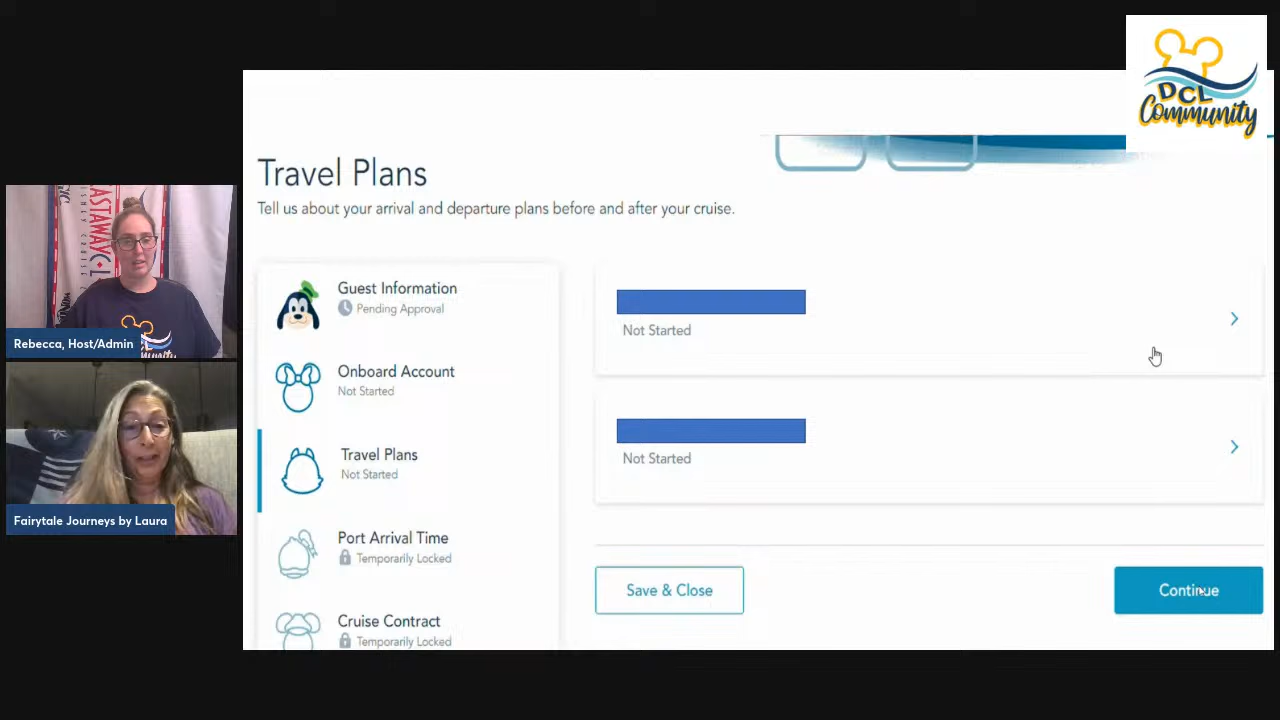 DCL
Community
Travel Plans
Tell us about your arrival and departure plans before and after your cruise.
Guest Information
Pending Approval
Onboard Account
Not Started
Travel Plans
Not Started
Port Arrival Time
Temporarily Locked
Cruise Contract
Temporarily Locked
Not Started
Not Started
Save & Close
Continue
Rebecca, Host/Admin
Fairytale Journeys by Laura